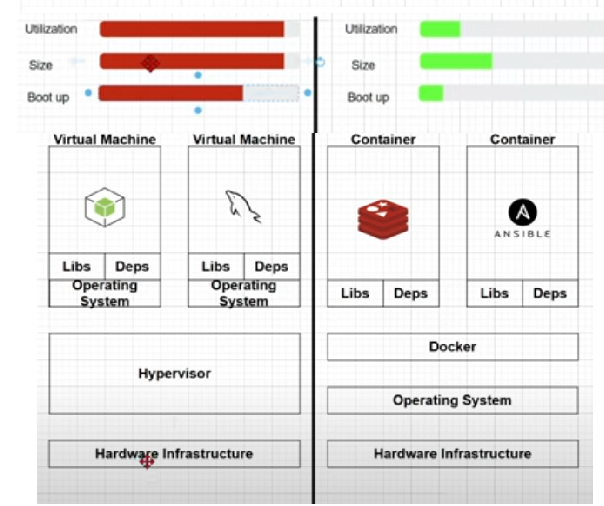 Utilization
Size
Boot up
Utilization
Size
Boot up
Virtual Machine
Virtual Machine
Libs
Deps
Operating
System
Libs
Deps
Operating
System
Hypervisor
Hardware Infrastructure
Container
Container
ANSIBLE
Libs
Deps
Libs
Deps
Docker
Operating System
Hardware Infrastructure